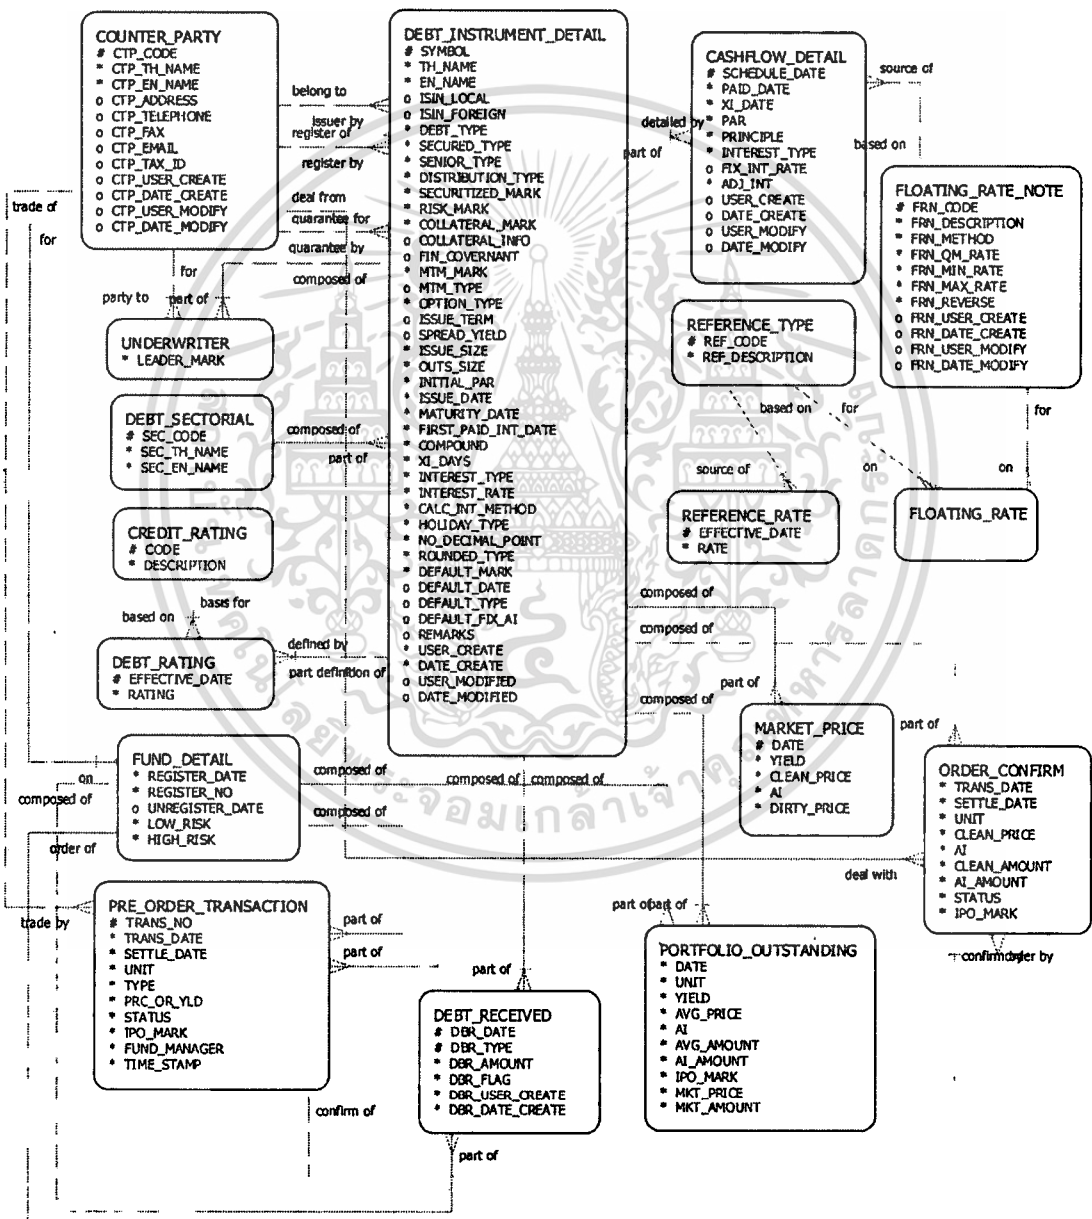 COUNTER_PARTY
# CTP_CODE
* CTP_TH_NAME
* CTP_EN_NAME
o CTP_ADDRESS
o CTP_TELEPHONE
o CTP_FAX
o CTP_EMAIL
o CTP_TAX_ID
o CTP_USER_CREATE
o CTP_DATE_CREATE
o CTP_USER_MODIFY
o CTP_DATE_MODIFY
belong to
issuer by
register of
register by
deal from
quarantee for
quarantee by
composed of
trade of
for
for
party to
part of
DEBT_INSTRUMENT_DETAIL
# SYMBOL
* TH_NAME
* EN_NAME
o ISIN_LOCAL
o ISIN_FOREIGN
* DEBT_TYPE
* SECURED_TYPE
* SENIOR_TYPE
* DISTRIBUTION_TYPE
* SECURITIZED_MARK
* RISK_MARK
* COLLATERAL_MARK
o COLLATERAL_INFO
o FIN_COVERNANT
* MTM_MARK
o MTM_TYPE
* OPTION_TYPE
o ISSUE_TERM
o SPREAD_YIELD
* ISSUE_SIZE
* OUTS_SIZE
* INITIAL_PAR
* ISSUE_DATE
* MATURITY_DATE
* FIRST_PAID_INT_DATE
* COMPOUND
* XI_DAYS
* INTEREST_TYPE
* INTEREST_RATE
* CALC_INT_METHOD
* HOLIDAY_TYPE
* NO_DECIMAL_POINT
* ROUNDED_TYPE
* DEFAULT_MARK
o DEFAULT_DATE
o DEFAULT_TYPE
o DEFAULT_FIX_AI
o REMARKS
* USER_CREATE
* DATE_CREATE
o USER_MODIFIED
o DATE_MODIFIED
CASHFLOW_DETAIL
# SCHEDULE_DATE
* PAID_DATE
* XI_DATE
* PAR
* PRINCIPLE
* INTEREST_TYPE
o FIX_INT_RATE
* ADJ_INT
o USER_CREATE
o DATE_CREATE
o USER_MODIFY
o DATE_MODIFY
source of
detailed by
part of
based on
FLOATING_RATE_NOTE
# FRN_CODE
* FRN_DESCRIPTION
* FRN_METHOD
* FRN_QM_RATE
* FRN_MIN_RATE
* FRN_MAX_RATE
* FRN_REVERSE
o FRN_USER_CREATE
o FRN_DATE_CREATE
o FRN_USER_MODIFY
o FRN_DATE_MODIFY
UNDERWRITER
* LEADER_MARK
REFERENCE_TYPE
# REF_CODE
* REF_DESCRIPTION
based on
for
for
source of
on
on
DEBT_SECTORIAL
# SEC_CODE
* SEC_TH_NAME
* SEC_EN_NAME
composed of
part of
REFERENCE_RATE
# EFFECTIVE_DATE
* RATE
FLOATING_RATE
CREDIT_RATING
# CODE
* DESCRIPTION
basis for
based on
DEBT_RATING
# EFFECTIVE_DATE
* RATING
defined by
part definition of
composed of
composed of
composed of
part of
MARKET_PRICE
# DATE
* YIELD
* CLEAN_PRICE
* AI
* DIRTY_PRICE
part of
ORDER_CONFIRM
* TRANS_DATE
* SETTLE_DATE
* UNIT
* CLEAN_PRICE
* AI
* CLEAN_AMOUNT
* AI_AMOUNT
* STATUS
* IPO_MARK
FUND_DETAIL
* REGISTER_DATE
* REGISTER_NO
o UNREGISTER_DATE
* LOW_RISK
* HIGH_RISK
on
composed of
order of
composed of
composed of
composed of
composed of
deal with
trade by
PRE_ORDER_TRANSACTION
# TRANS_NO
* TRANS_DATE
* SETTLE_DATE
* UNIT
* TYPE
* PRC_OR_YLD
* STATUS
* IPO_MARK
* FUND_MANAGER
* TIME_STAMP
part of
part of
confirm of
part of
DEBT_RECEIVED
# DBR_DATE
# DBR_TYPE
* DBR_AMOUNT
* DBR_FLAG
* DBR_USER_CREATE
* DBR_DATE_CREATE
part of
part of
part of
PORTFOLIO_OUTSTANDING
* DATE
* UNIT
* YIELD
* AVG_PRICE
* AI
* AVG_AMOUNT
* AI_AMOUNT
* IPO_MARK
* MKT_PRICE
* MKT_AMOUNT
order by